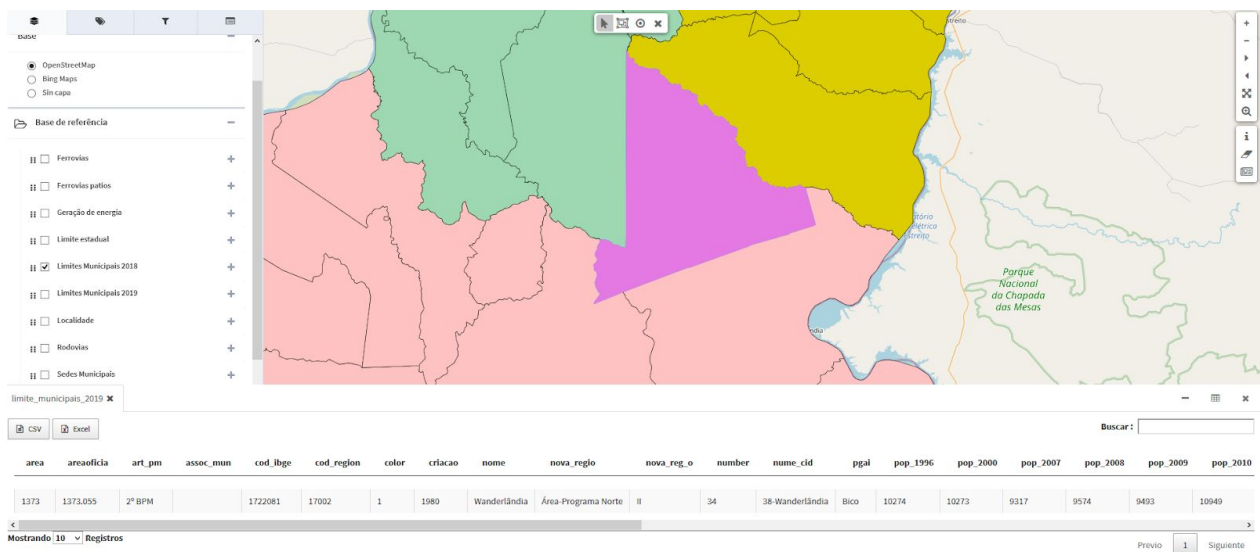 Base
OpenStreetMap
Bing Maps
Sin capa
Base de referência
Ferrovias
Ferrovias patios
Geração de energia
Limite estadual
Limites Municipais 2018
Limites Municipais 2019
Localidade
Rodovias
Sedes Municipais
Parque
Nacional
da Chapada
das Mesas
limite_municipais_2019
CSV Excel
Buscar :
area areaoficia art_pm assoc_mun cod_ibge cod_region color criacao nome nova_regio nova_reg_o number nume_cid pgai pop_1996 pop_2000 pop_2007 pop_2008 pop_2009 pop_2010
1373 1373.055 2º BPM 1722081 17002 1 1980 Wanderlândia Área-Programa Norte II 34 38-Wanderlândia Bico 10274 10273 9317 9574 9493 10949
Mostrando 10 Registros
Previo 1 Siguiente